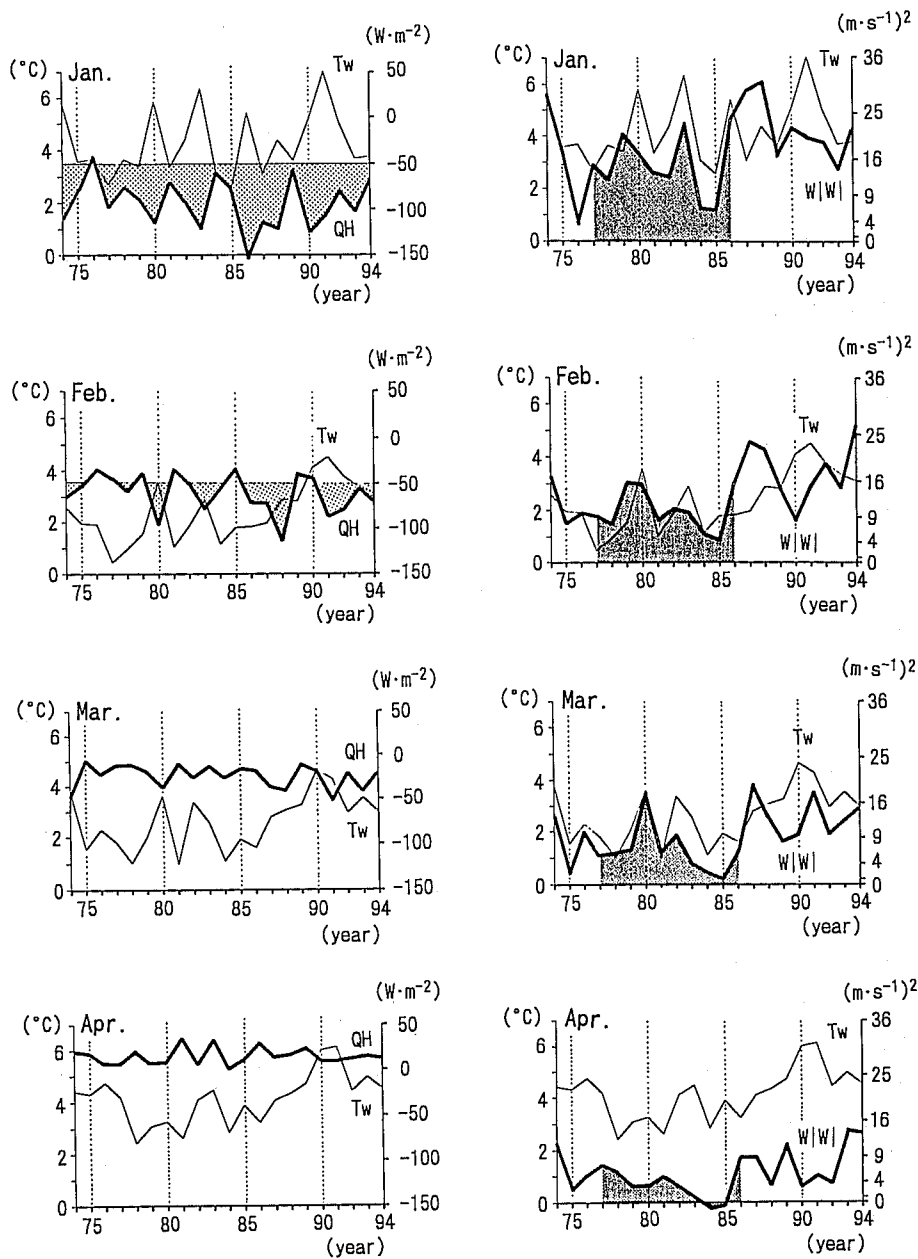 (W·m⁻²)
(°C) Jan. Tw 50
6 0
4 -50
2 -100
QH
0 -150
75 80 85 90 94
(year)
(m·s⁻¹)²
(°C) Jan. Tw 36
6 25
4 16
W|W| 9
2 4
0 0
75 80 85 90 94
(year)
(W·m⁻²)
(°C) Feb. 50
6 Tw 0
4 -50
2 QH -100
0 -150
75 80 85 90 94
(year)
(m·s⁻¹)²
(°C) Feb. 36
6 Tw 25
4 16
2 9
W|W| 4
0 0
75 80 85 90 94
(year)
(W·m⁻²)
(°C) Mar. 50
6 QH 0
4 -50
Tw
2 -100
0 -150
75 80 85 90 94
(year)
(m·s⁻¹)²
(°C) Mar. 36
6 Tw 25
4 16
2 9
W|W| 4
0 0
75 80 85 90 94
(year)
(W·m⁻²)
(°C) Apr. 50
6 QH 0
4 Tw -50
2 -100
0 -150
75 80 85 90 94
(year)
(m·s⁻¹)²
(°C) Apr. Tw 36
6 25
4 16
W|W|
2 9
4
0 0
75 80 85 90 94
(year)